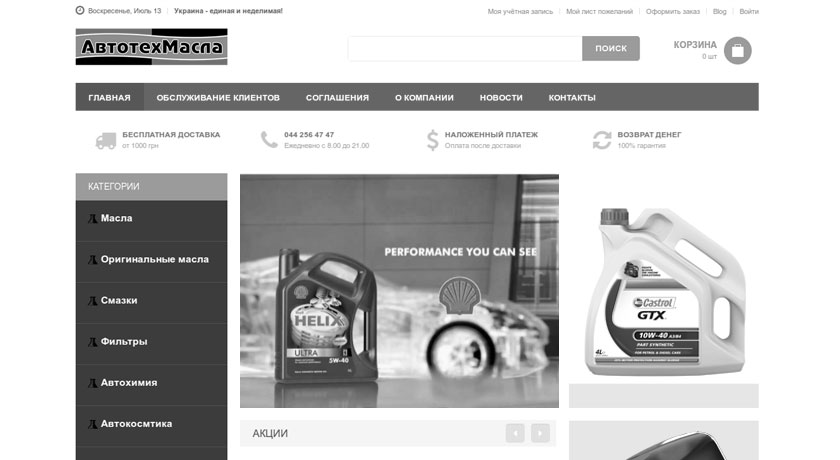 Воскресенье, Июль 13
Украина - единая и неделимая!
Моя учётная запись
Мой лист пожеланий
Оформить заказ
Blog
Войти
АвтотехМасла
ПОИСК
КОРЗИНА
0 шт
ГЛАВНАЯ
ОБСЛУЖИВАНИЕ КЛИЕНТОВ
СОГЛАШЕНИЯ
О КОМПАНИИ
НОВОСТИ
КОНТАКТЫ
БЕСПЛАТНАЯ ДОСТАВКА
от 1000 грн
044 256 47 47
Ежедневно с 8.00 до 21.00
НАЛОЖЕННЫЙ ПЛАТЕЖ
Оплата после доставки
ВОЗВРАТ ДЕНЕГ
100% гарантия
КАТЕГОРИИ
Масла
Оригинальные масла
Смазки
Фильтры
Автохимия
Автокосмтика
PERFORMANCE YOU CAN SEE
HELIX
ULTRA
5W-40
Castrol
GTX
10W-40 A3/B4
PART SYNTHETIC
FOR PETROL & DIESEL CARS
4L
АКЦИИ